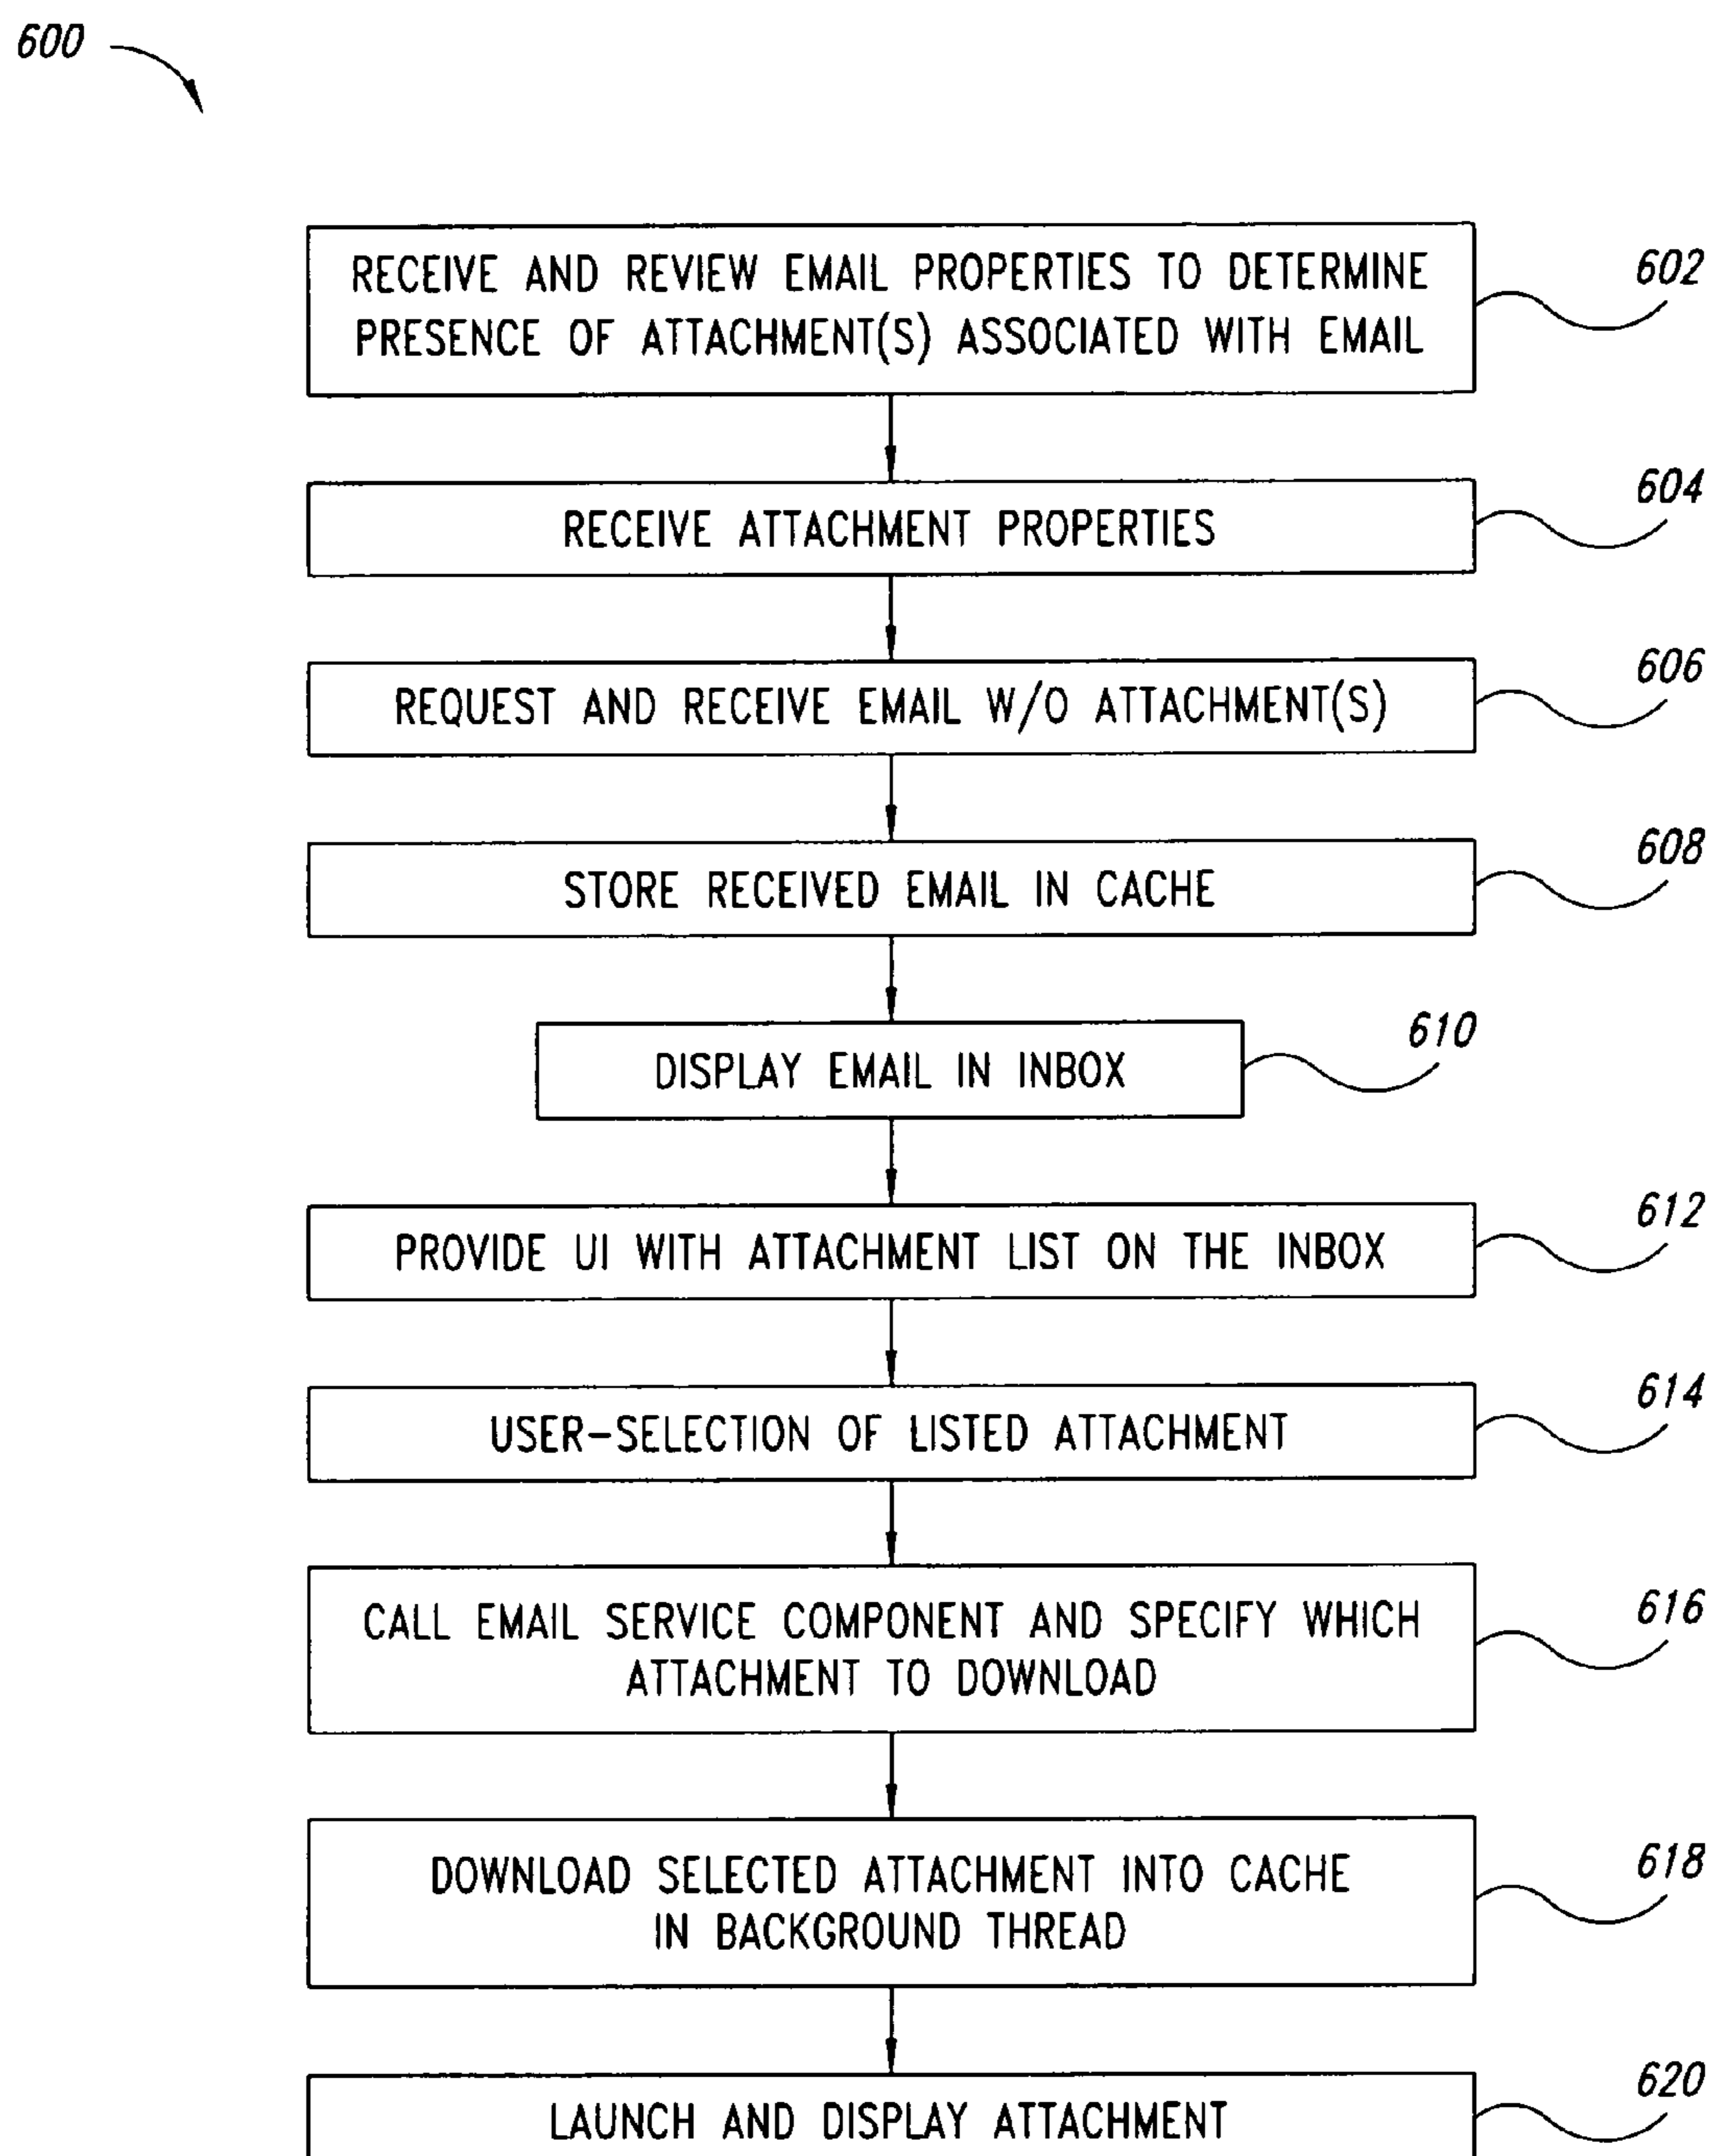 600
RECEIVE AND REVIEW EMAIL PROPERTIES TO DETERMINE
PRESENCE OF ATTACHMENT(S) ASSOCIATED WITH EMAIL
602
RECEIVE ATTACHMENT PROPERTIES
604
REQUEST AND RECEIVE EMAIL W/O ATTACHMENT(S)
606
STORE RECEIVED EMAIL IN CACHE
608
DISPLAY EMAIL IN INBOX
610
PROVIDE UI WITH ATTACHMENT LIST ON THE INBOX
612
USER-SELECTION OF LISTED ATTACHMENT
614
CALL EMAIL SERVICE COMPONENT AND SPECIFY WHICH
ATTACHMENT TO DOWNLOAD
616
DOWNLOAD SELECTED ATTACHMENT INTO CACHE
IN BACKGROUND THREAD
618
LAUNCH AND DISPLAY ATTACHMENT
620